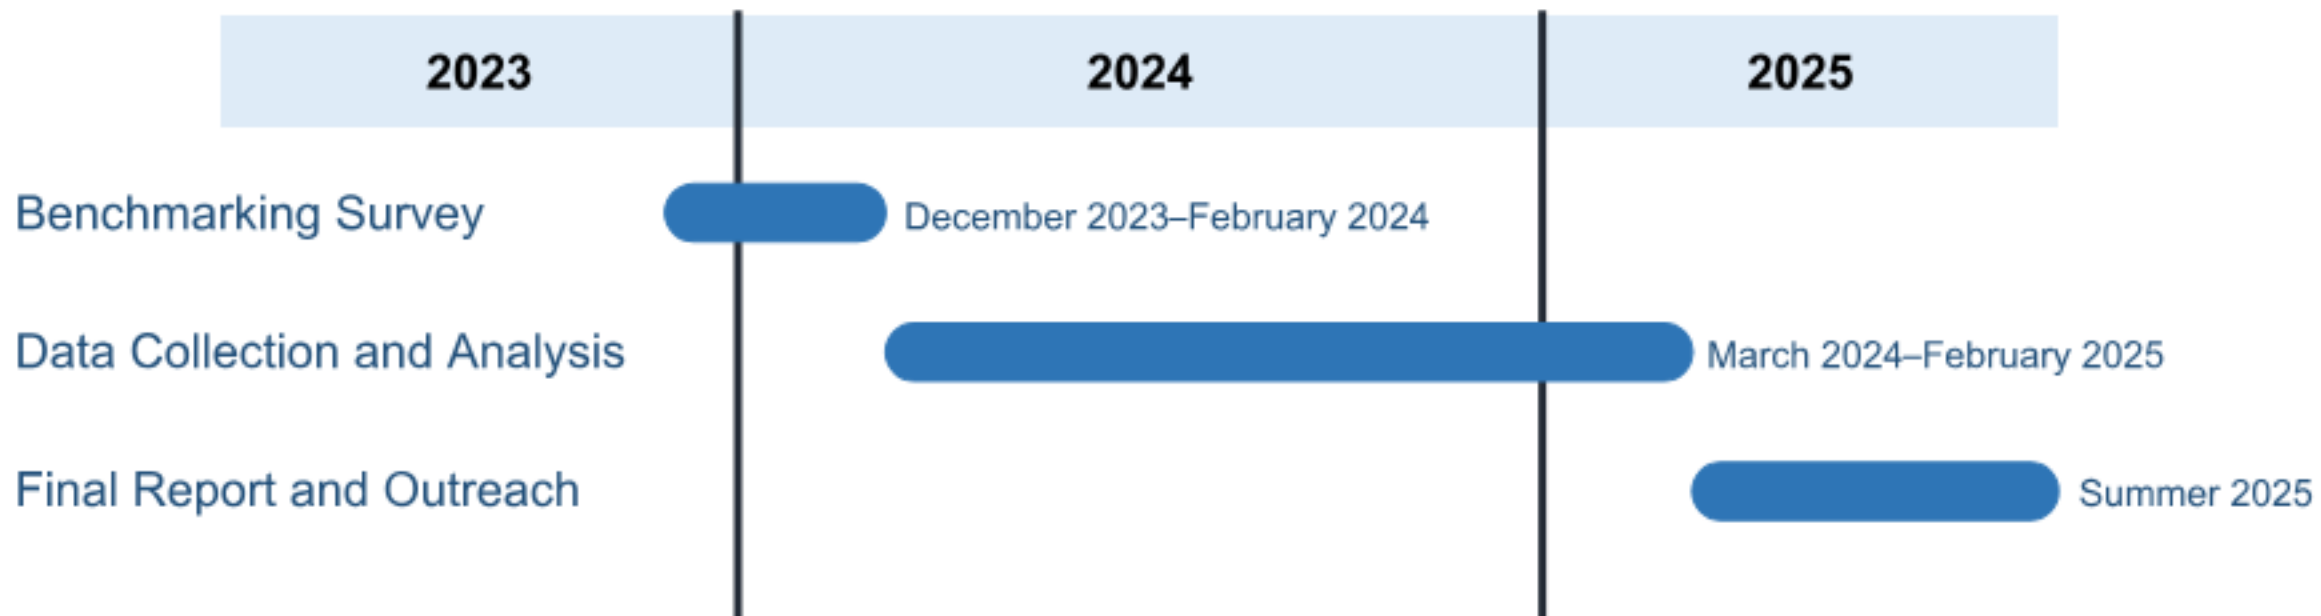 2023 2024 2025
Benchmarking Survey December 2023–February 2024
Data Collection and Analysis March 2024–February 2025
Final Report and Outreach Summer 2025